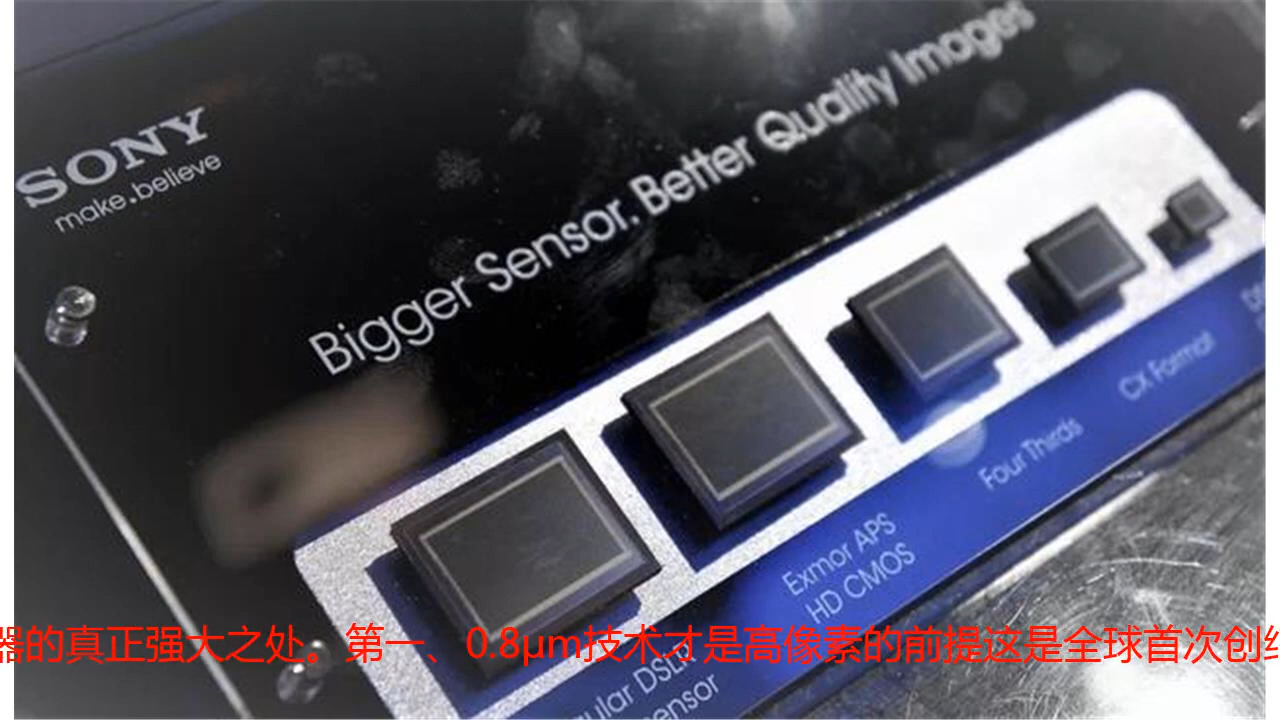 SONY
make.believe
Bigger Sensor. Better Quality Images
CX Format
Four Thirds
Exmor APS
HD CMOS
DSLR
器的真正强大之处。第一、0.8μm技术才是高像素的前提这是全球首次创